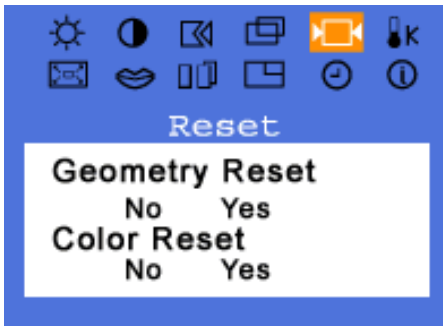 K
Reset
Geometry Reset
No Yes
Color Reset
No Yes